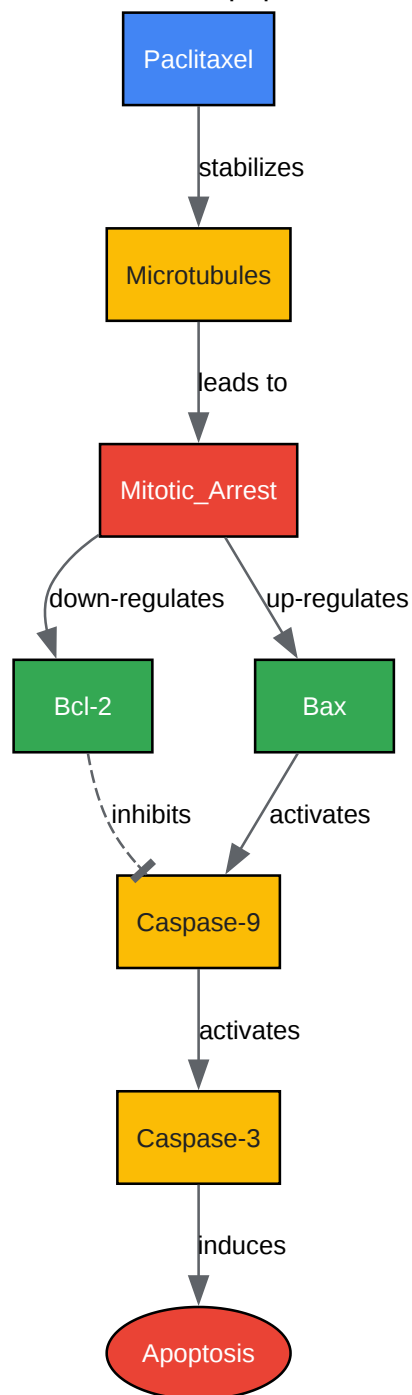 Paclitaxel
stabilizes
Microtubules
leads to
Mitotic_Arrest
down-regulates
up-regulates
Bcl-2
Bax
inhibits
activates
Caspase-9
activates
Caspase-3
induces
Apoptosis